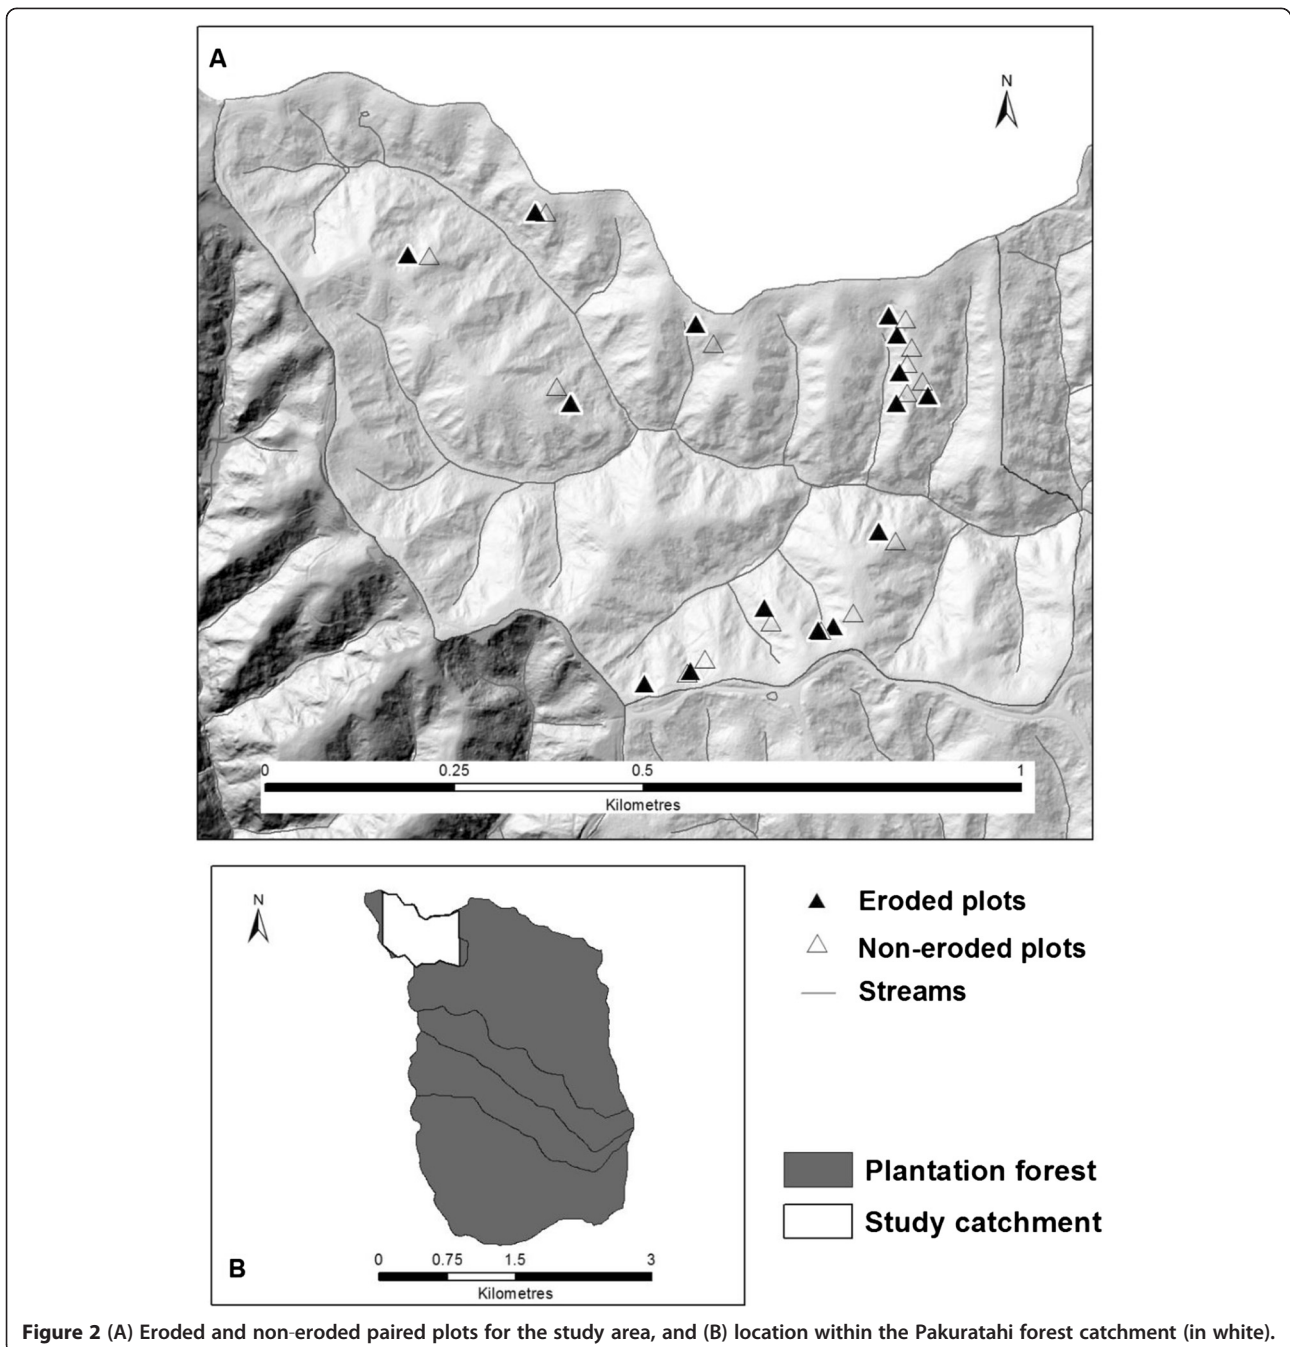 A
N
0 0.25 0.5 1
Kilometres
N
B
0 0.75 1.5 3
Kilometres
Eroded plots
Non-eroded plots
Streams
Plantation forest
Study catchment
Figure 2 (A) Eroded and non-eroded paired plots for the study area, and (B) location within the Pakuratahi forest catchment (in white).